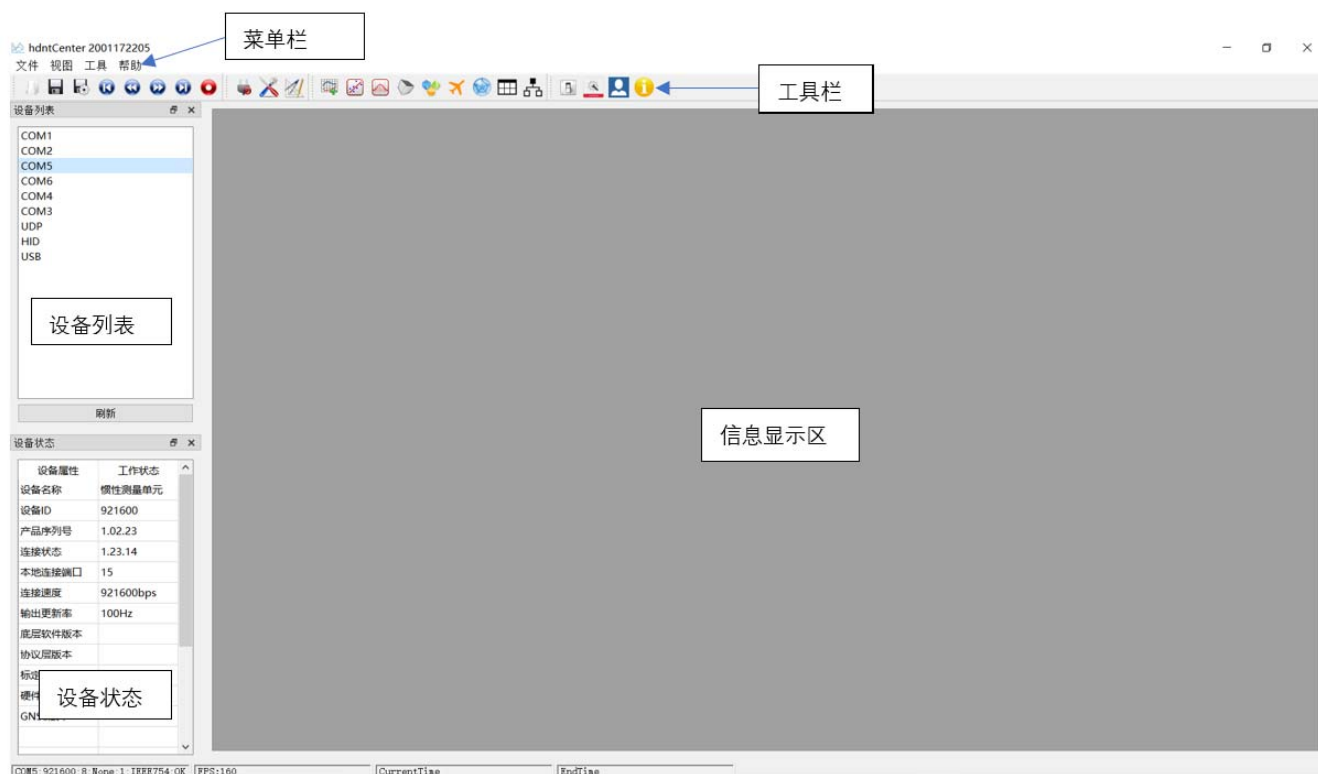 菜单栏
hdntCenter 2001172205
文件 视图 工具 帮助
工具栏
设备列表
COM1
COM2
COM5
COM6
COM4
COM3
UDP
HID
USB
设备列表
刷新
信息显示区
设备状态
设备属性 工作状态
设备名称 惯性测量单元
设备ID 921600
产品序列号 1.02.23
连接状态 1.23.14
本地连接端口 15
连接速度 921600bps
输出更新率 100Hz
底层软件版本
协议层版本
标定
硬件
设备状态
GNS
COM5:921600:8:None:1:IEEE754:OK FPS:160 CurrentTime EndTime